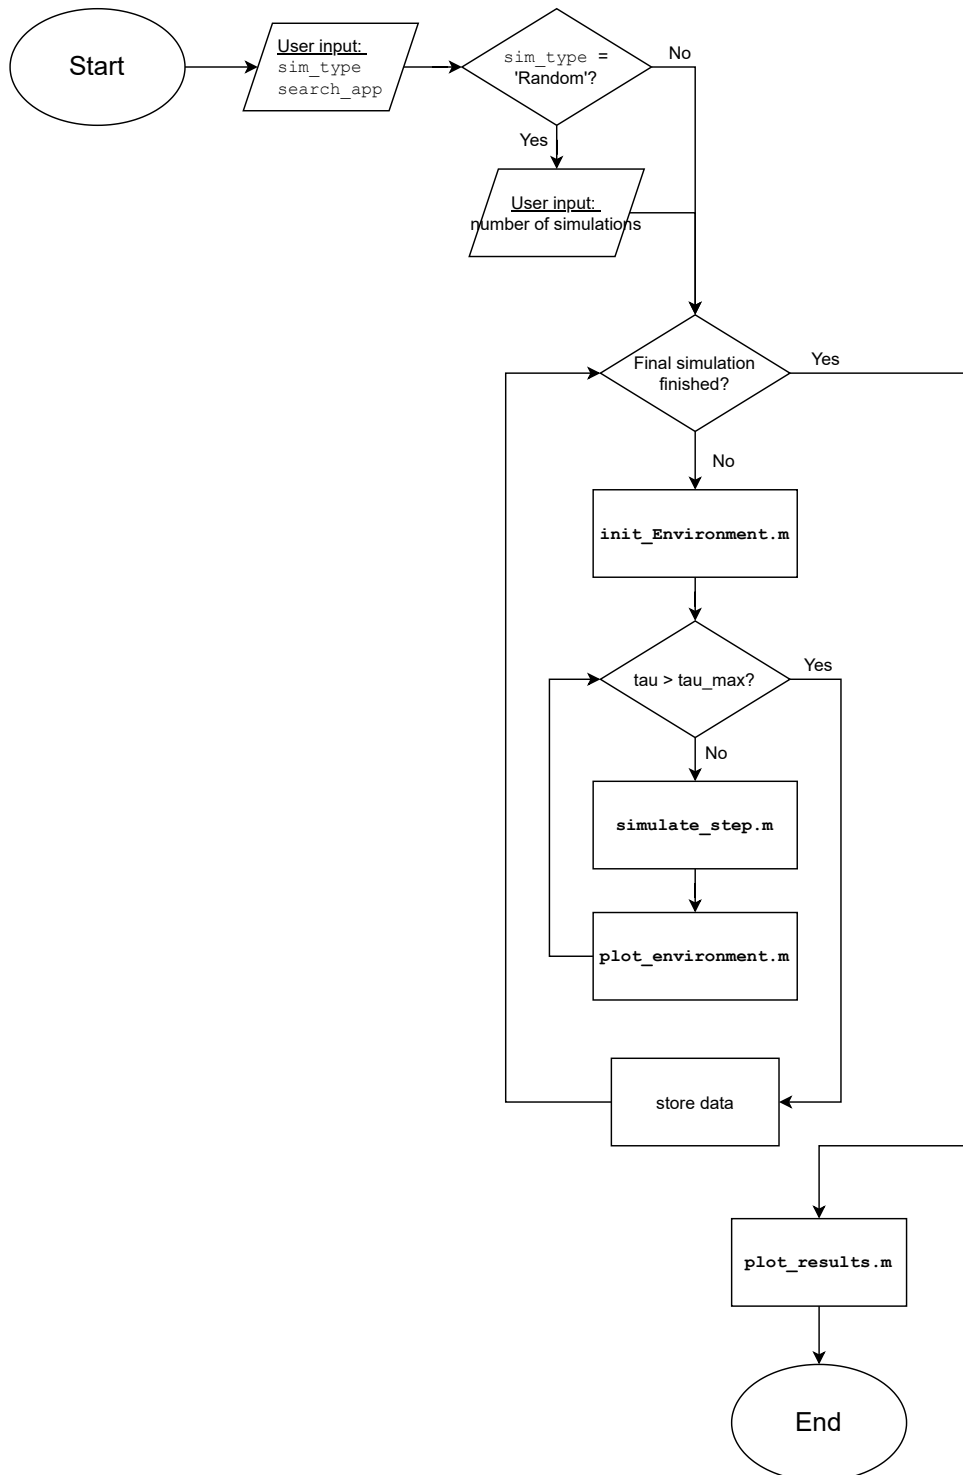 Start
User input:
sim_type
search_app
sim_type =
'Random'?
No
Yes
User input:
number of simulations
Final simulation
finished?
Yes
No
init_Environment.m
tau > tau_max?
Yes
No
simulate_step.m
plot_environment.m
store data
plot_results.m
End